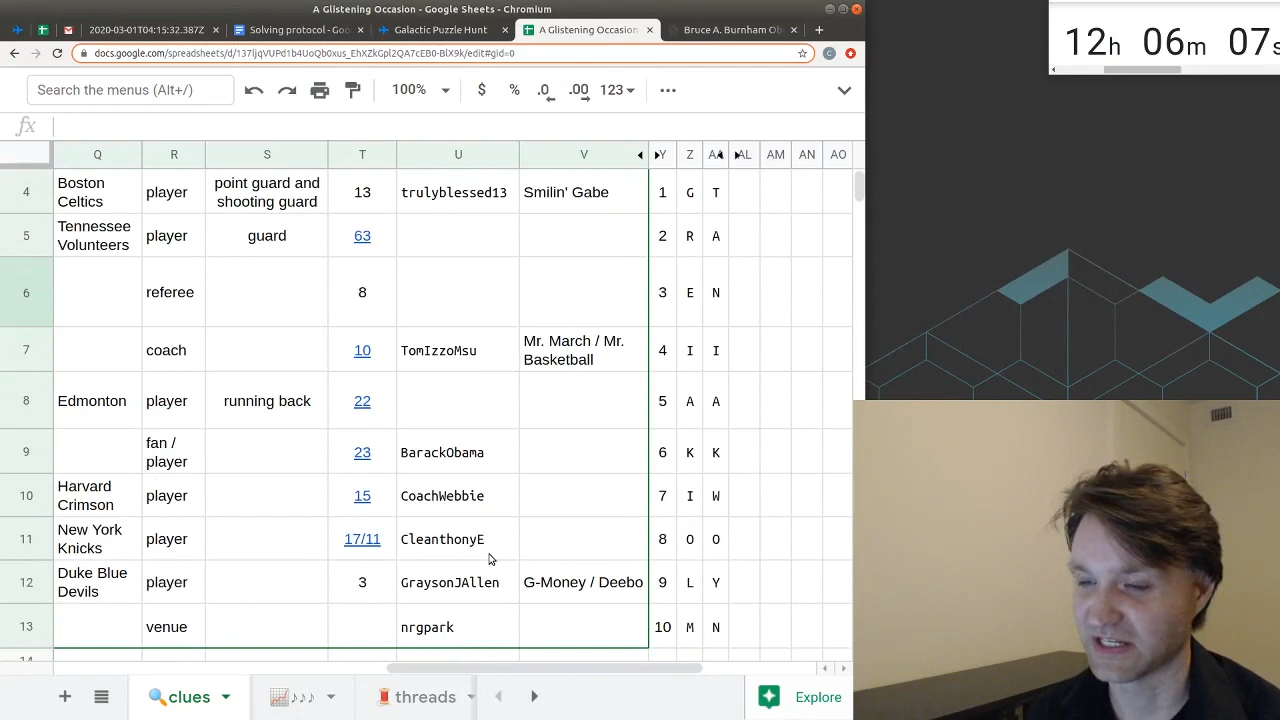 A Glistening Occasion - Google Sheets - Chromium
2020-03-01T04:15:32.387Z
Solving protocol - Goo
Galactic Puzzle Hunt
A Glistening Occasion
Bruce A. Burnham Ob
docs.google.com/spreadsheets/d/137ljqVUPd1b4UoQb0xus_EhXZkGpl2QA7cEB0-BlX9k/edit#gid=0
Search the menus (Alt+/)
100%
$
%
.0
.00
123
fx
Q R S T U V Y Z AA AL AM AN AO
4 Boston Celtics player point guard and shooting guard 13 trulyblessed13 Smilin' Gabe 1 G T
5 Tennessee Volunteers player guard 63 2 R A
6 referee 8 3 E N
7 coach 10 TomIzzoMsu Mr. March / Mr. Basketball 4 I I
8 Edmonton player running back 22 5 A A
9 fan / player 23 BarackObama 6 K K
10 Harvard Crimson player 15 CoachWebbie 7 I W
11 New York Knicks player 17/11 CleanthonyE 8 O O
12 Duke Blue Devils player 3 GraysonJAllen G-Money / Deebo 9 L Y
13 venue nrgpark 10 M N
clues
♪♪♪
threads
Explore
12h 06m 07s